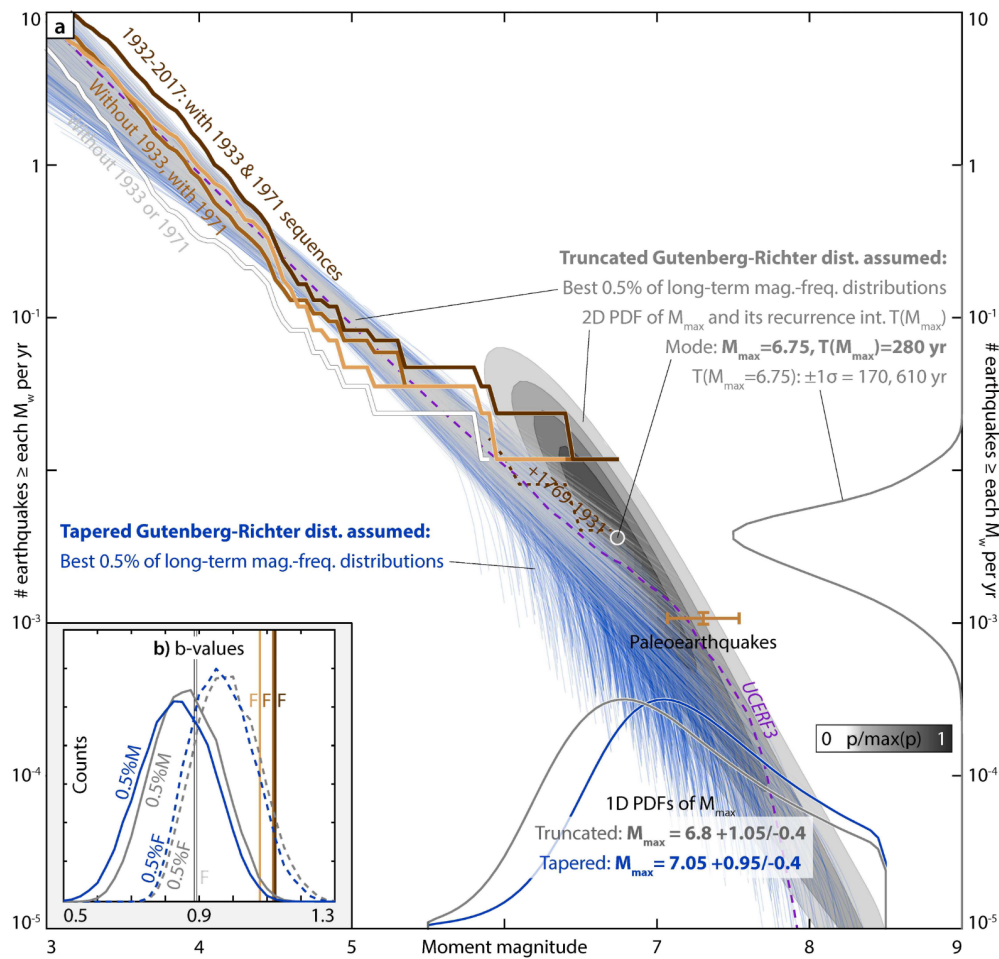 a
1932-2017: with 1933 & 1971 sequences
Without 1933, with 1971
Without 1933 or 1971
Truncated Gutenberg-Richter dist. assumed:
Best 0.5% of long-term mag.-freq. distributions
2D PDF of Mmax and its recurrence int. T(Mmax)
Mode: Mmax=6.75, T(Mmax)=280 yr
T(Mmax=6.75): ±1σ = 170, 610 yr
+1769-1931
Tapered Gutenberg-Richter dist. assumed:
Best 0.5% of long-term mag.-freq. distributions
Paleoearthquakes
UCERF3
0 p/max(p) 1
1D PDFs of Mmax
Truncated: Mmax = 6.8 +1.05/-0.4
Tapered: Mmax = 7.05 +0.95/-0.4
b) b-values
Counts
0.5%M
0.5%M
0.5%F
0.5%F
F
F
F
F
0.5 0.9 1.3
# earthquakes ≥ each Mw per yr
10
1
10-1
10-3
10-4
10-5
# earthquakes ≥ each Mw per yr
10
1
10-1
10-3
10-4
10-5
3 4 5 Moment magnitude 7 8 9